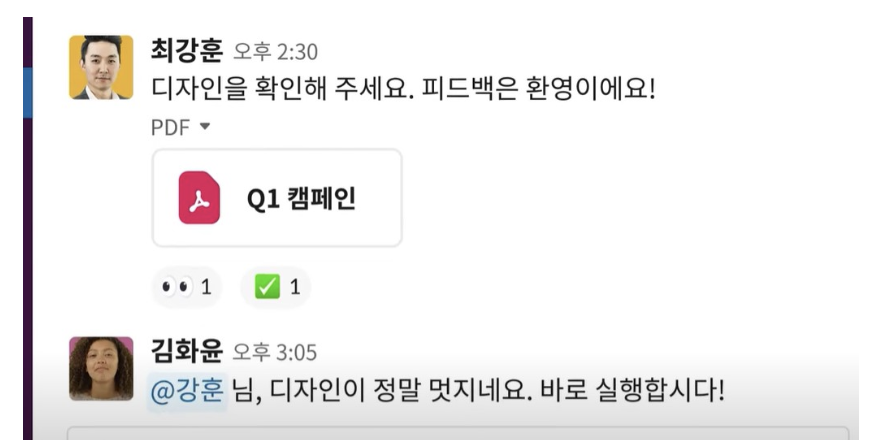 최강훈 오후 2:30
디자인을 확인해 주세요. 피드백은 환영이에요!
PDF
Q1 캠페인
1 1
김화윤 오후 3:05
@강훈 님, 디자인이 정말 멋지네요. 바로 실행합시다!